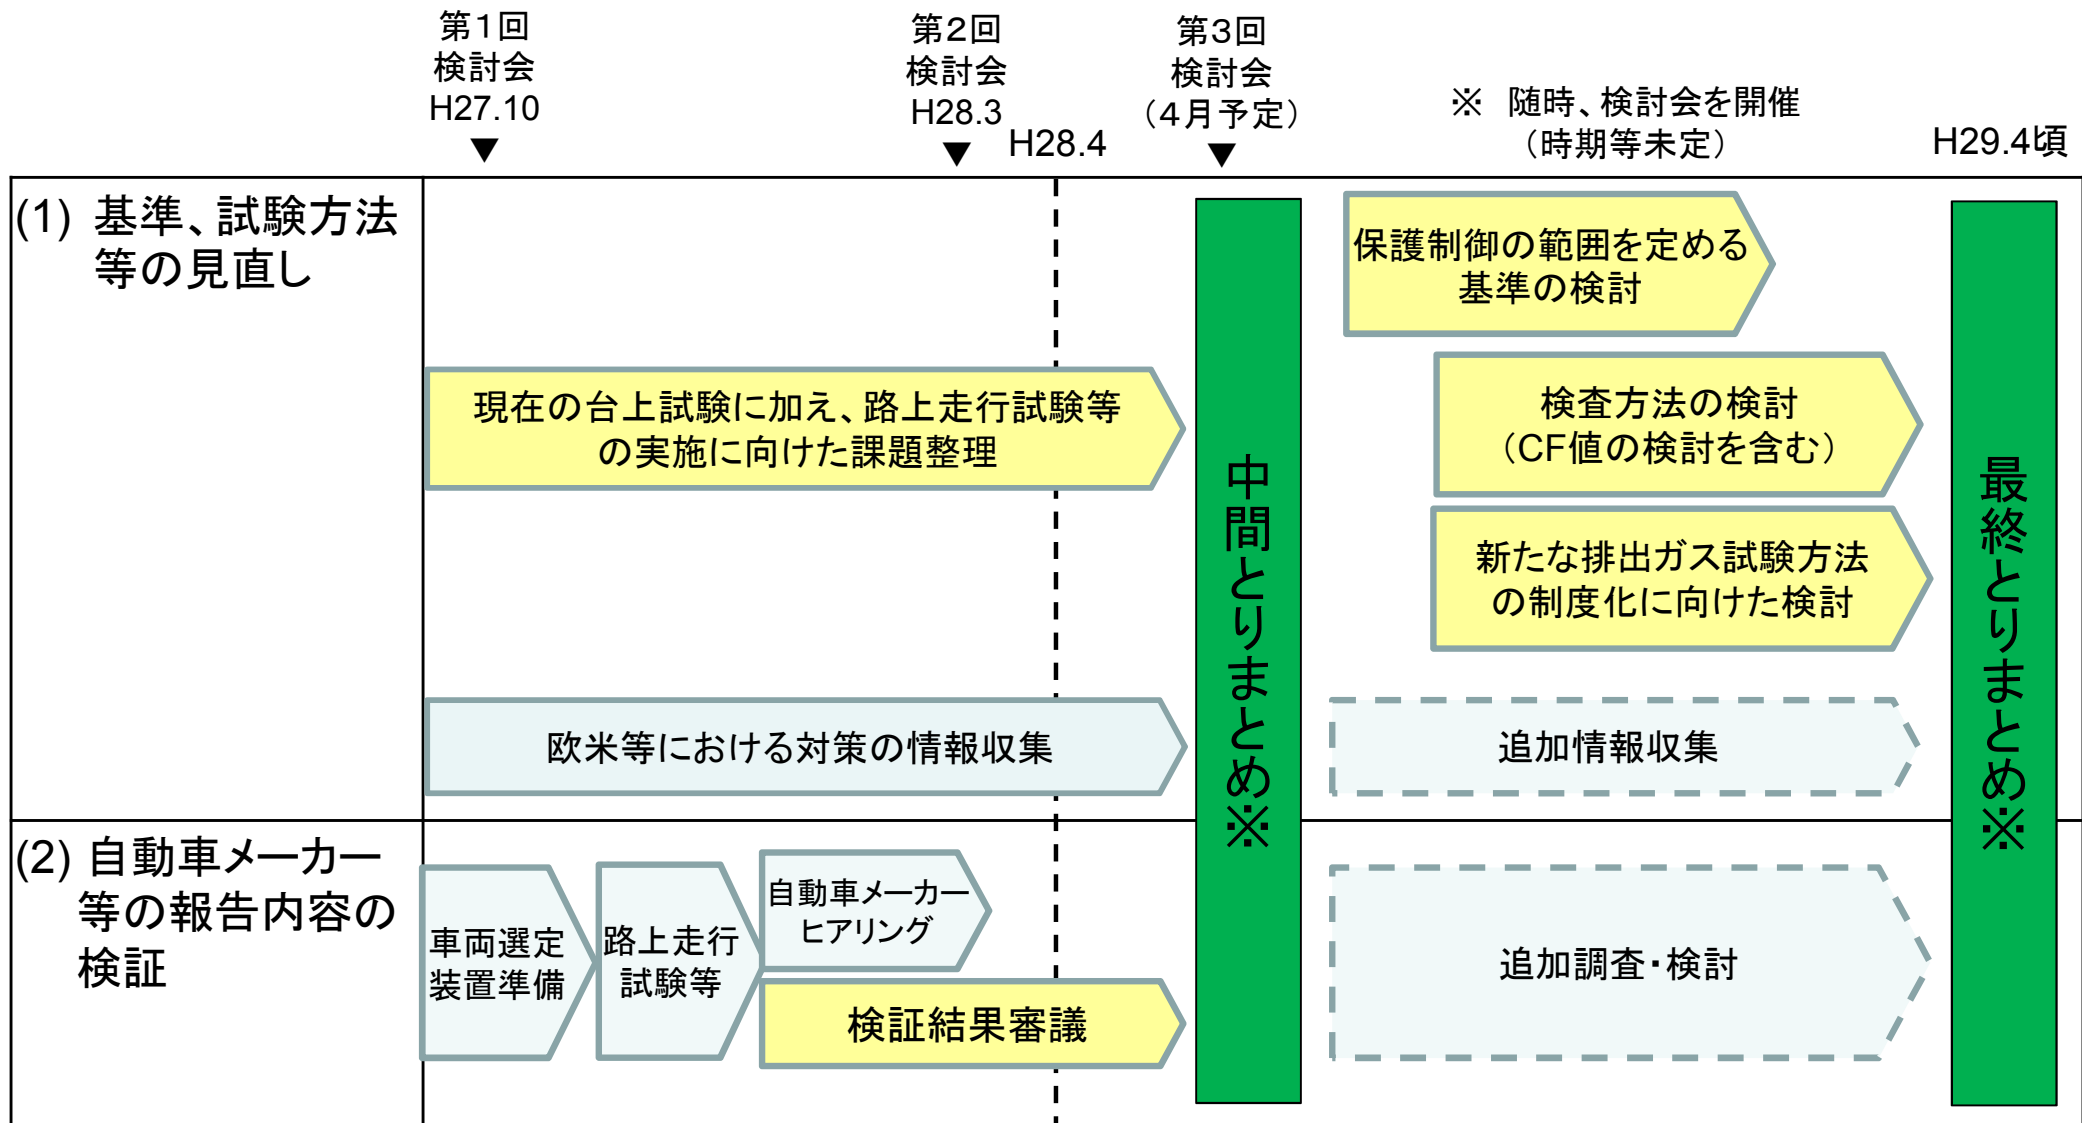 第１回
検討会
H27.10
▼
第２回
検討会
H28.3
▼
H28.4
第３回
検討会
（４月予定）
▼
※　随時、検討会を開催
（時期等未定）
H29.4頃
(1) 基準、試験方法
等の見直し
保護制御の範囲を定める
基準の検討
現在の台上試験に加え、路上走行試験等
の実施に向けた課題整理
検査方法の検討
（CF値の検討を含む）
新たな排出ガス試験方法
の制度化に向けた検討
欧米等における対策の情報収集
追加情報収集
中間とりまとめ※
最終とりまとめ※
(2) 自動車メーカー
等の報告内容の
検証
車両選定
装置準備
路上走行
試験等
自動車メーカー
ヒアリング
検証結果審議
追加調査・検討